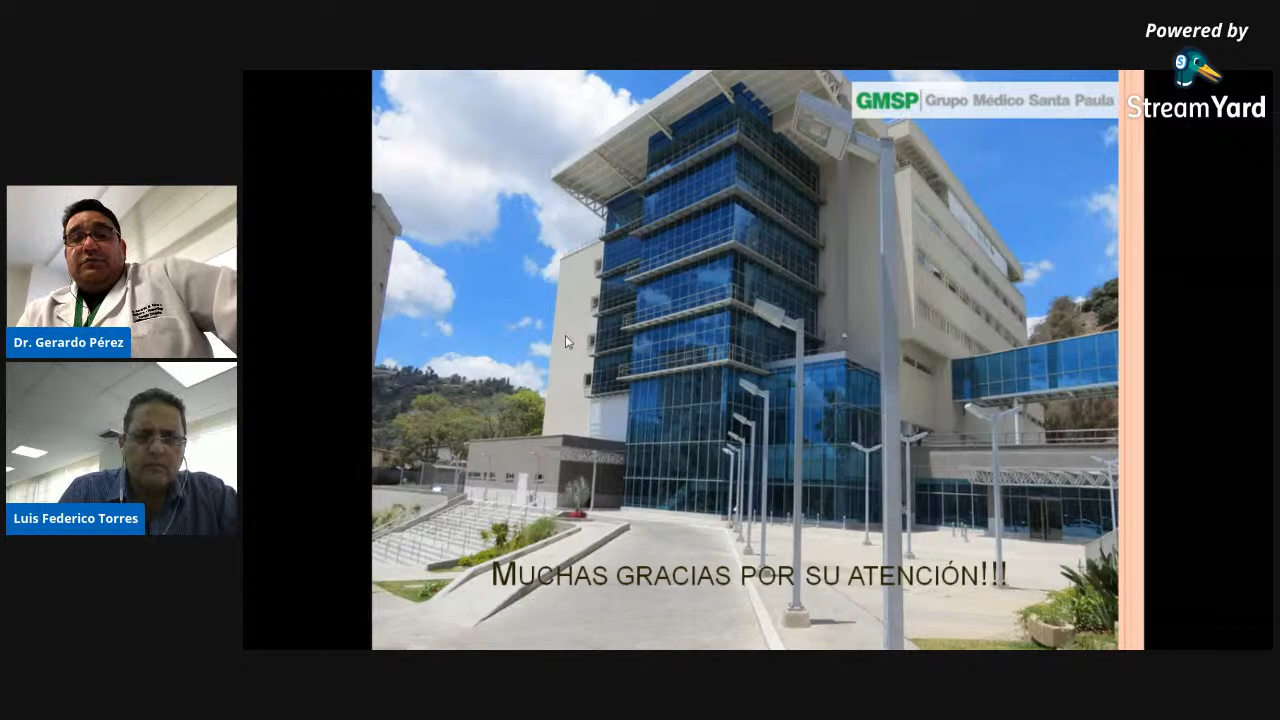 Powered by
StreamYard
GMSP Grupo Médico Santa Paula
Dr. Gerardo Pérez
Luis Federico Torres
MUCHAS GRACIAS POR SU ATENCIÓN!!!